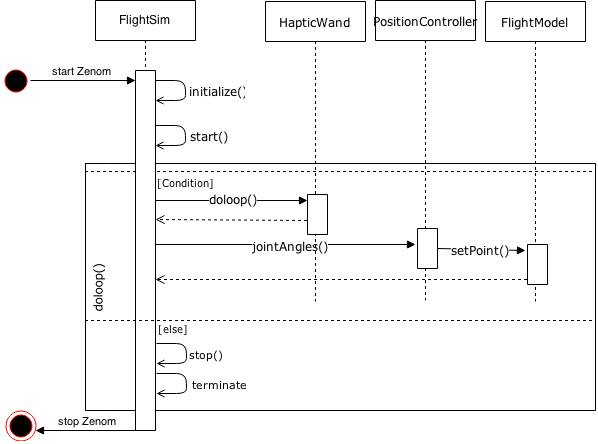 FlightSim
HapticWand
PositionController
FlightModel
start Zenom
initialize()
start()
[Condition]
doloop()
jointAngles()
setPoint()
doloop()
[else]
stop()
terminate
stop Zenom